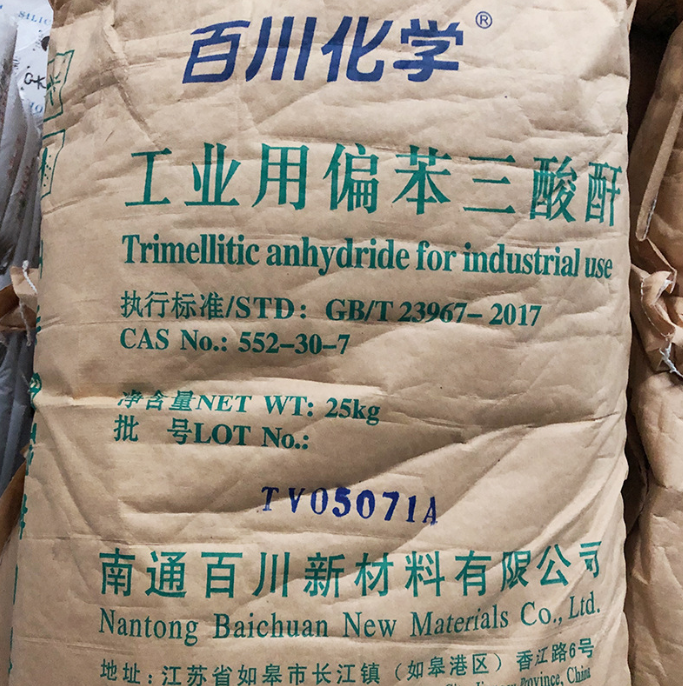 百川化学®
工业用偏苯三酸酐
Trimellitic anhydride for industrial use
执行标准/STD: GB/T 23967-2017
CAS No.: 552-30-7
净含量NET WT: 25kg
批 号LOT No.:
TV05071A
南通百川新材料有限公司
Nantong Baichuan New Materials Co., Ltd.
地址:江苏省如皋市长江镇(如皋港区)香江路6号
Province, China